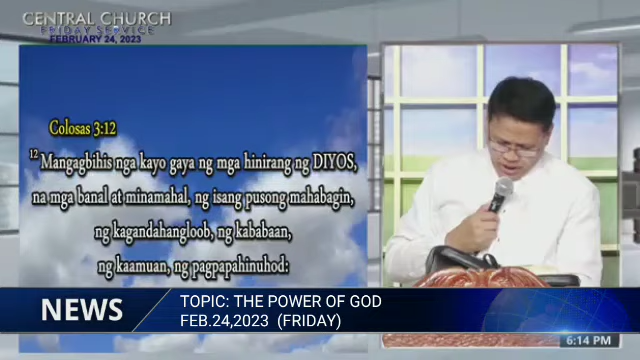 CENTRAL CHURCH
FRIDAY SERVICE
FEBRUARY 24, 2023
Colosas 3:12
12 Mangagbihis nga kayo gaya ng mga hinirang ng DIYOS,
na mga banal at minamahal, ng isang pusong mahabagin,
ng kagandahangloob, ng kababaan,
ng kaamuan, ng pagpapahinuhod:
NEWS
TOPIC: THE POWER OF GOD
FEB.24,2023 (FRIDAY)
6:14 PM